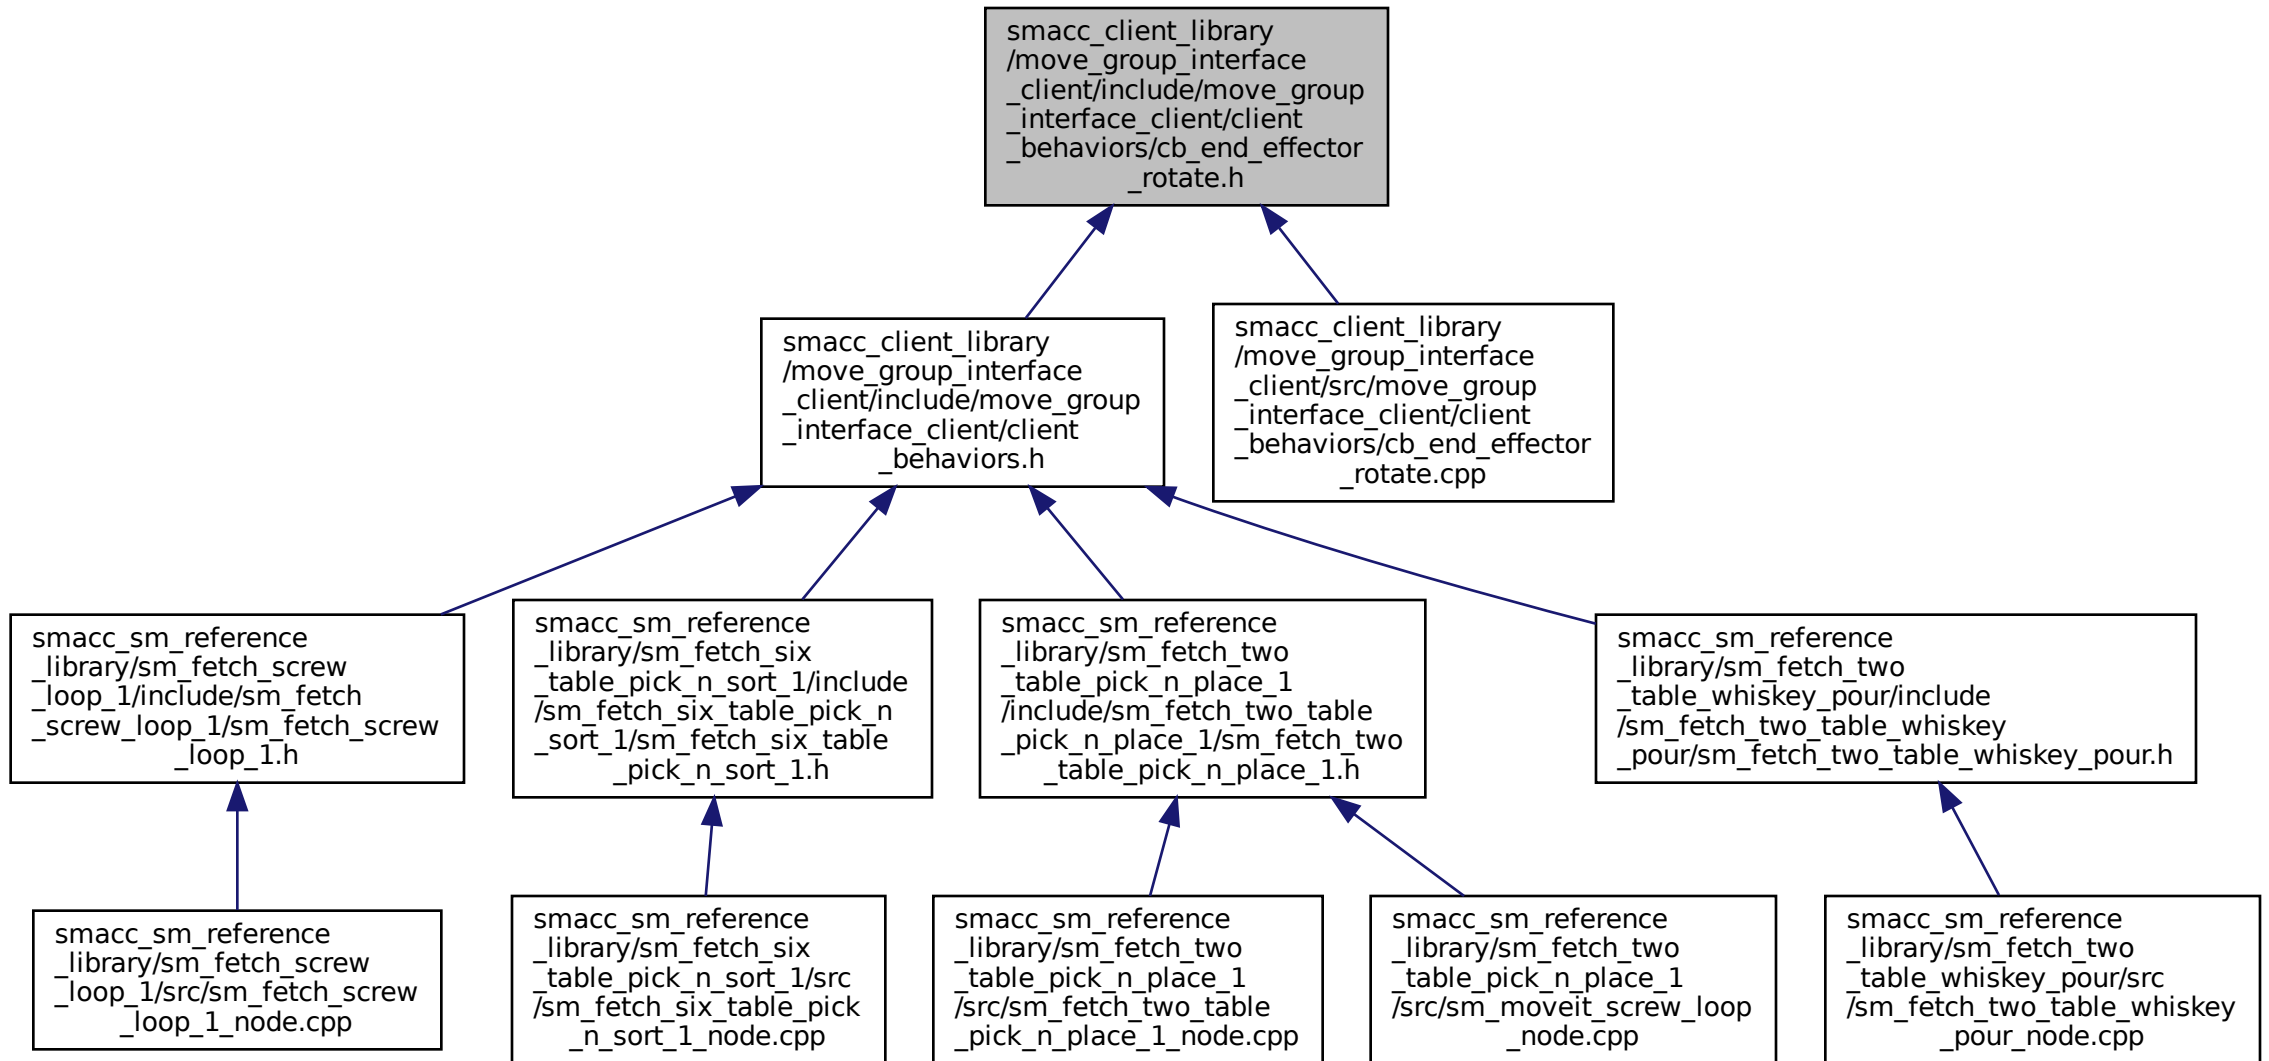 smacc_client_library
/move_group_interface
_client/include/move_group
_interface_client/client
_behaviors/cb_end_effector
_rotate.h
smacc_client_library
/move_group_interface
_client/include/move_group
_interface_client/client
_behaviors.h
smacc_client_library
/move_group_interface
_client/src/move_group
_interface_client/client
_behaviors/cb_end_effector
_rotate.cpp
smacc_sm_reference
_library/sm_fetch_screw
_loop_1/include/sm_fetch
_screw_loop_1/sm_fetch_screw
_loop_1.h
smacc_sm_reference
_library/sm_fetch_six
_table_pick_n_sort_1/include
/sm_fetch_six_table_pick_n
_sort_1/sm_fetch_six_table
_pick_n_sort_1.h
smacc_sm_reference
_library/sm_fetch_two
_table_pick_n_place_1
/include/sm_fetch_two_table
_pick_n_place_1/sm_fetch_two
_table_pick_n_place_1.h
smacc_sm_reference
_library/sm_fetch_two
_table_whiskey_pour/include
/sm_fetch_two_table_whiskey
_pour/sm_fetch_two_table_whiskey_pour.h
smacc_sm_reference
_library/sm_fetch_screw
_loop_1/src/sm_fetch_screw
_loop_1_node.cpp
smacc_sm_reference
_library/sm_fetch_six
_table_pick_n_sort_1/src
/sm_fetch_six_table_pick
_n_sort_1_node.cpp
smacc_sm_reference
_library/sm_fetch_two
_table_pick_n_place_1
/src/sm_fetch_two_table
_pick_n_place_1_node.cpp
smacc_sm_reference
_library/sm_fetch_two
_table_pick_n_place_1
/src/sm_moveit_screw_loop
_node.cpp
smacc_sm_reference
_library/sm_fetch_two
_table_whiskey_pour/src
/sm_fetch_two_table_whiskey
_pour_node.cpp